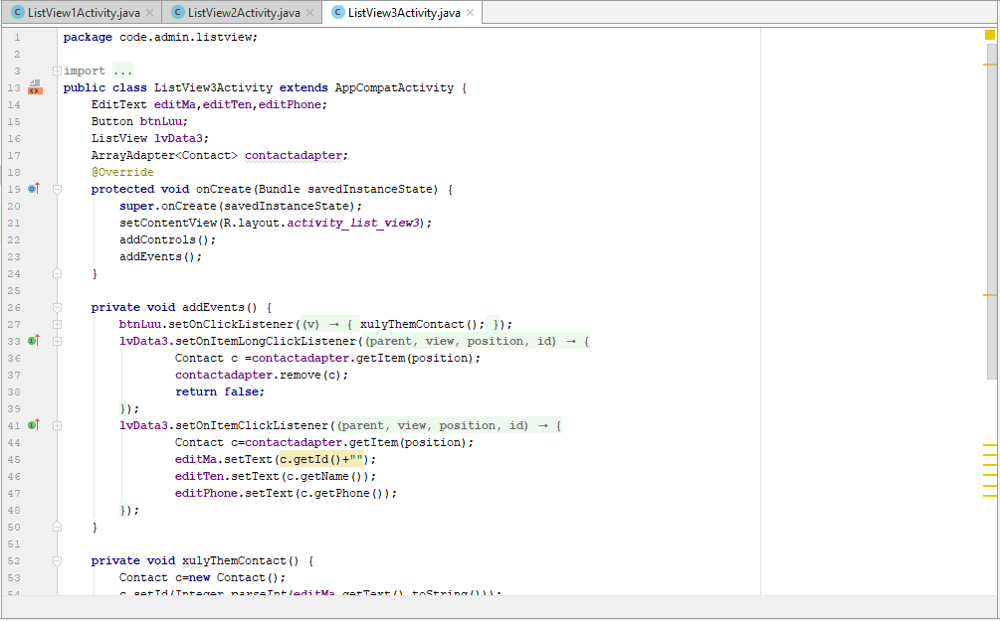 ListView1Activity.java × ListView2Activity.java × ListView3Activity.java ×
1 package code.admin.listview;
2
3 import ...
13 public class ListView3Activity extends AppCompatActivity {
14 EditText editMa,editTen,editPhone;
15 Button btnLuu;
16 ListView lvData3;
17 ArrayAdapter<Contact> contactadapter;
18 @Override
19 protected void onCreate(Bundle savedInstanceState) {
20 super.onCreate(savedInstanceState);
21 setContentView(R.layout.activity_list_view3);
22 addControls();
23 addEvents();
24 }
25
26 private void addEvents() {
27 btnLuu.setOnClickListener((v) → { xulyThemContact(); });
33 lvData3.setOnItemLongClickListener((parent, view, position, id) → {
36 Contact c =contactadapter.getItem(position);
37 contactadapter.remove(c);
38 return false;
39 });
41 lvData3.setOnItemClickListener((parent, view, position, id) → {
44 Contact c=contactadapter.getItem(position);
45 editMa.setText(c.getId()+"");
46 editTen.setText(c.getName());
47 editPhone.setText(c.getPhone());
48 });
50 }
51
52 private void xulyThemContact() {
53 Contact c=new Contact();
54 c.setId(Integer.parseInt(editMa.getText().toString()));